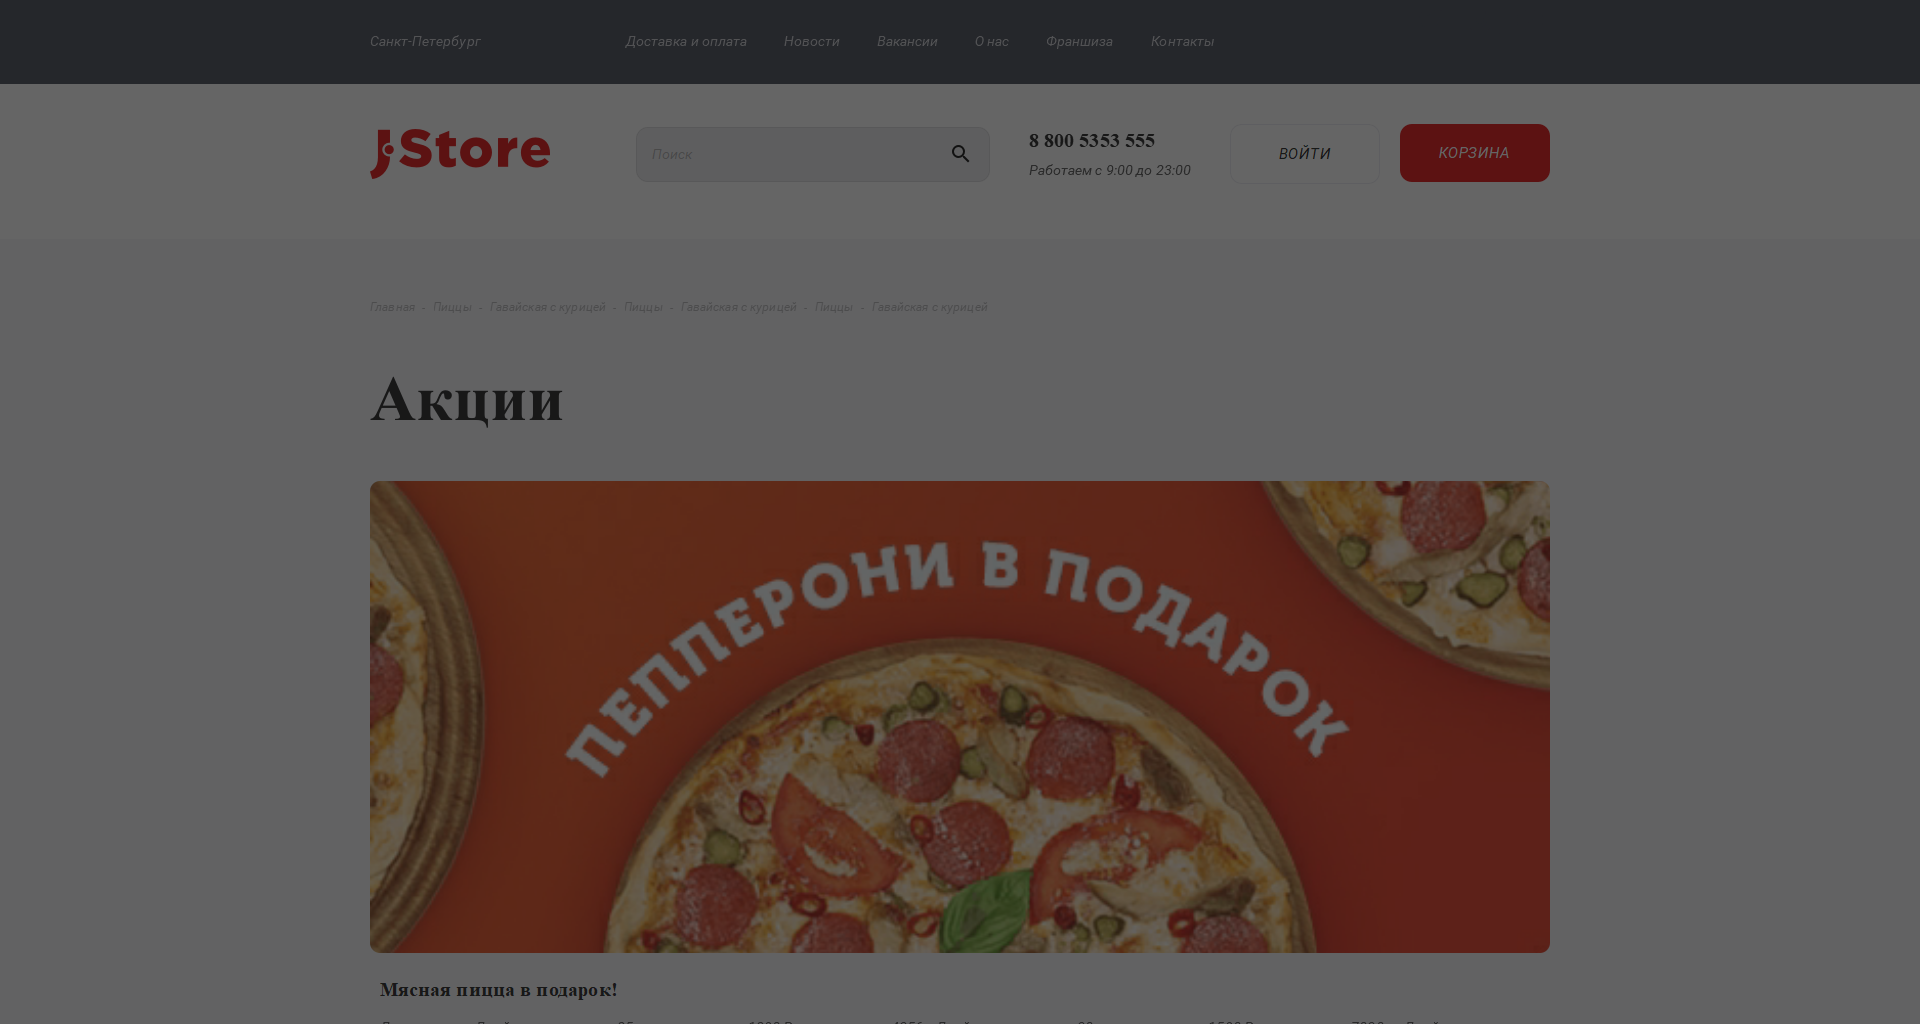 Санкт-Петербург Доставка и оплата Новости Вакансии О нас Франшиза Контакты
JStore
Поиск
8 800 5353 555
Работаем с 9:00 до 23:00
ВОЙТИ
КОРЗИНА
Главная - Пиццы - Гавайская с курицей - Пиццы - Гавайская с курицей - Пиццы - Гавайская с курицей
Акции
ПЕППЕРОНИ В ПОДАРОК
Мясная пицца в подарок!